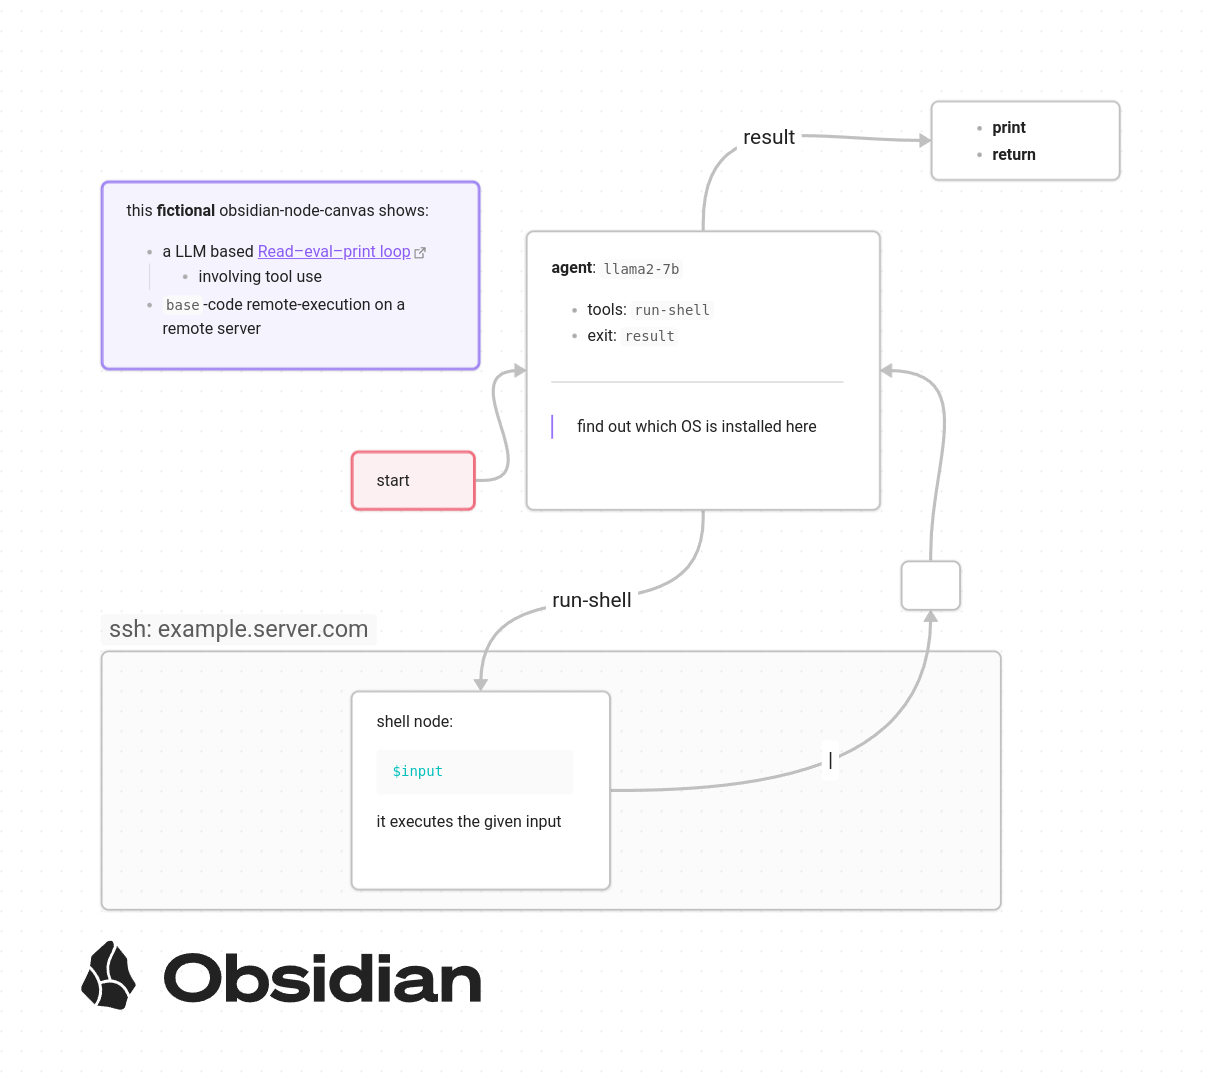 result
print
return
this fictional obsidian-node-canvas shows:
a LLM based Read–eval–print loop
involving tool use
base-code remote-execution on a
remote server
agent: llama2-7b
tools: run-shell
exit: result
find out which OS is installed here
start
run-shell
ssh: example.server.com
shell node:
$input
it executes the given input
|
Obsidian